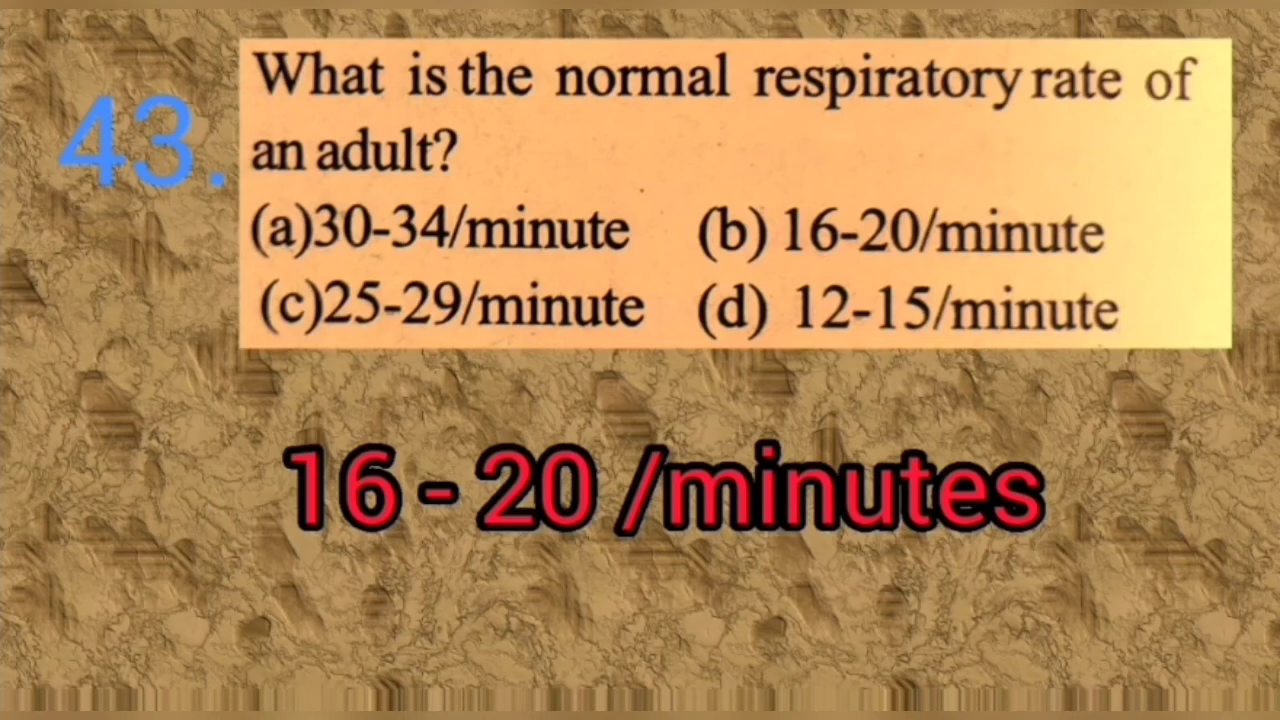 43.
What is the normal respiratory rate of
an adult?
(a)30-34/minute (b) 16-20/minute
(c)25-29/minute (d) 12-15/minute
16 - 20 /minutes